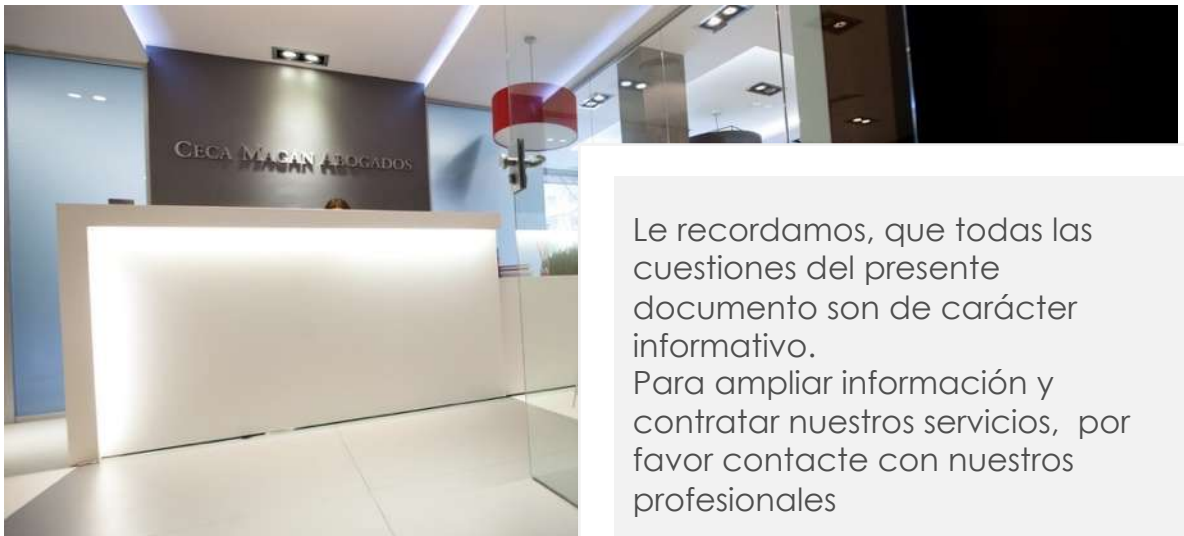 CECA MAGÁN ABOGADOS
Le recordamos, que todas las
cuestiones del presente
documento son de carácter
informativo.
Para ampliar información y
contratar nuestros servicios,  por
favor contacte con nuestros
profesionales